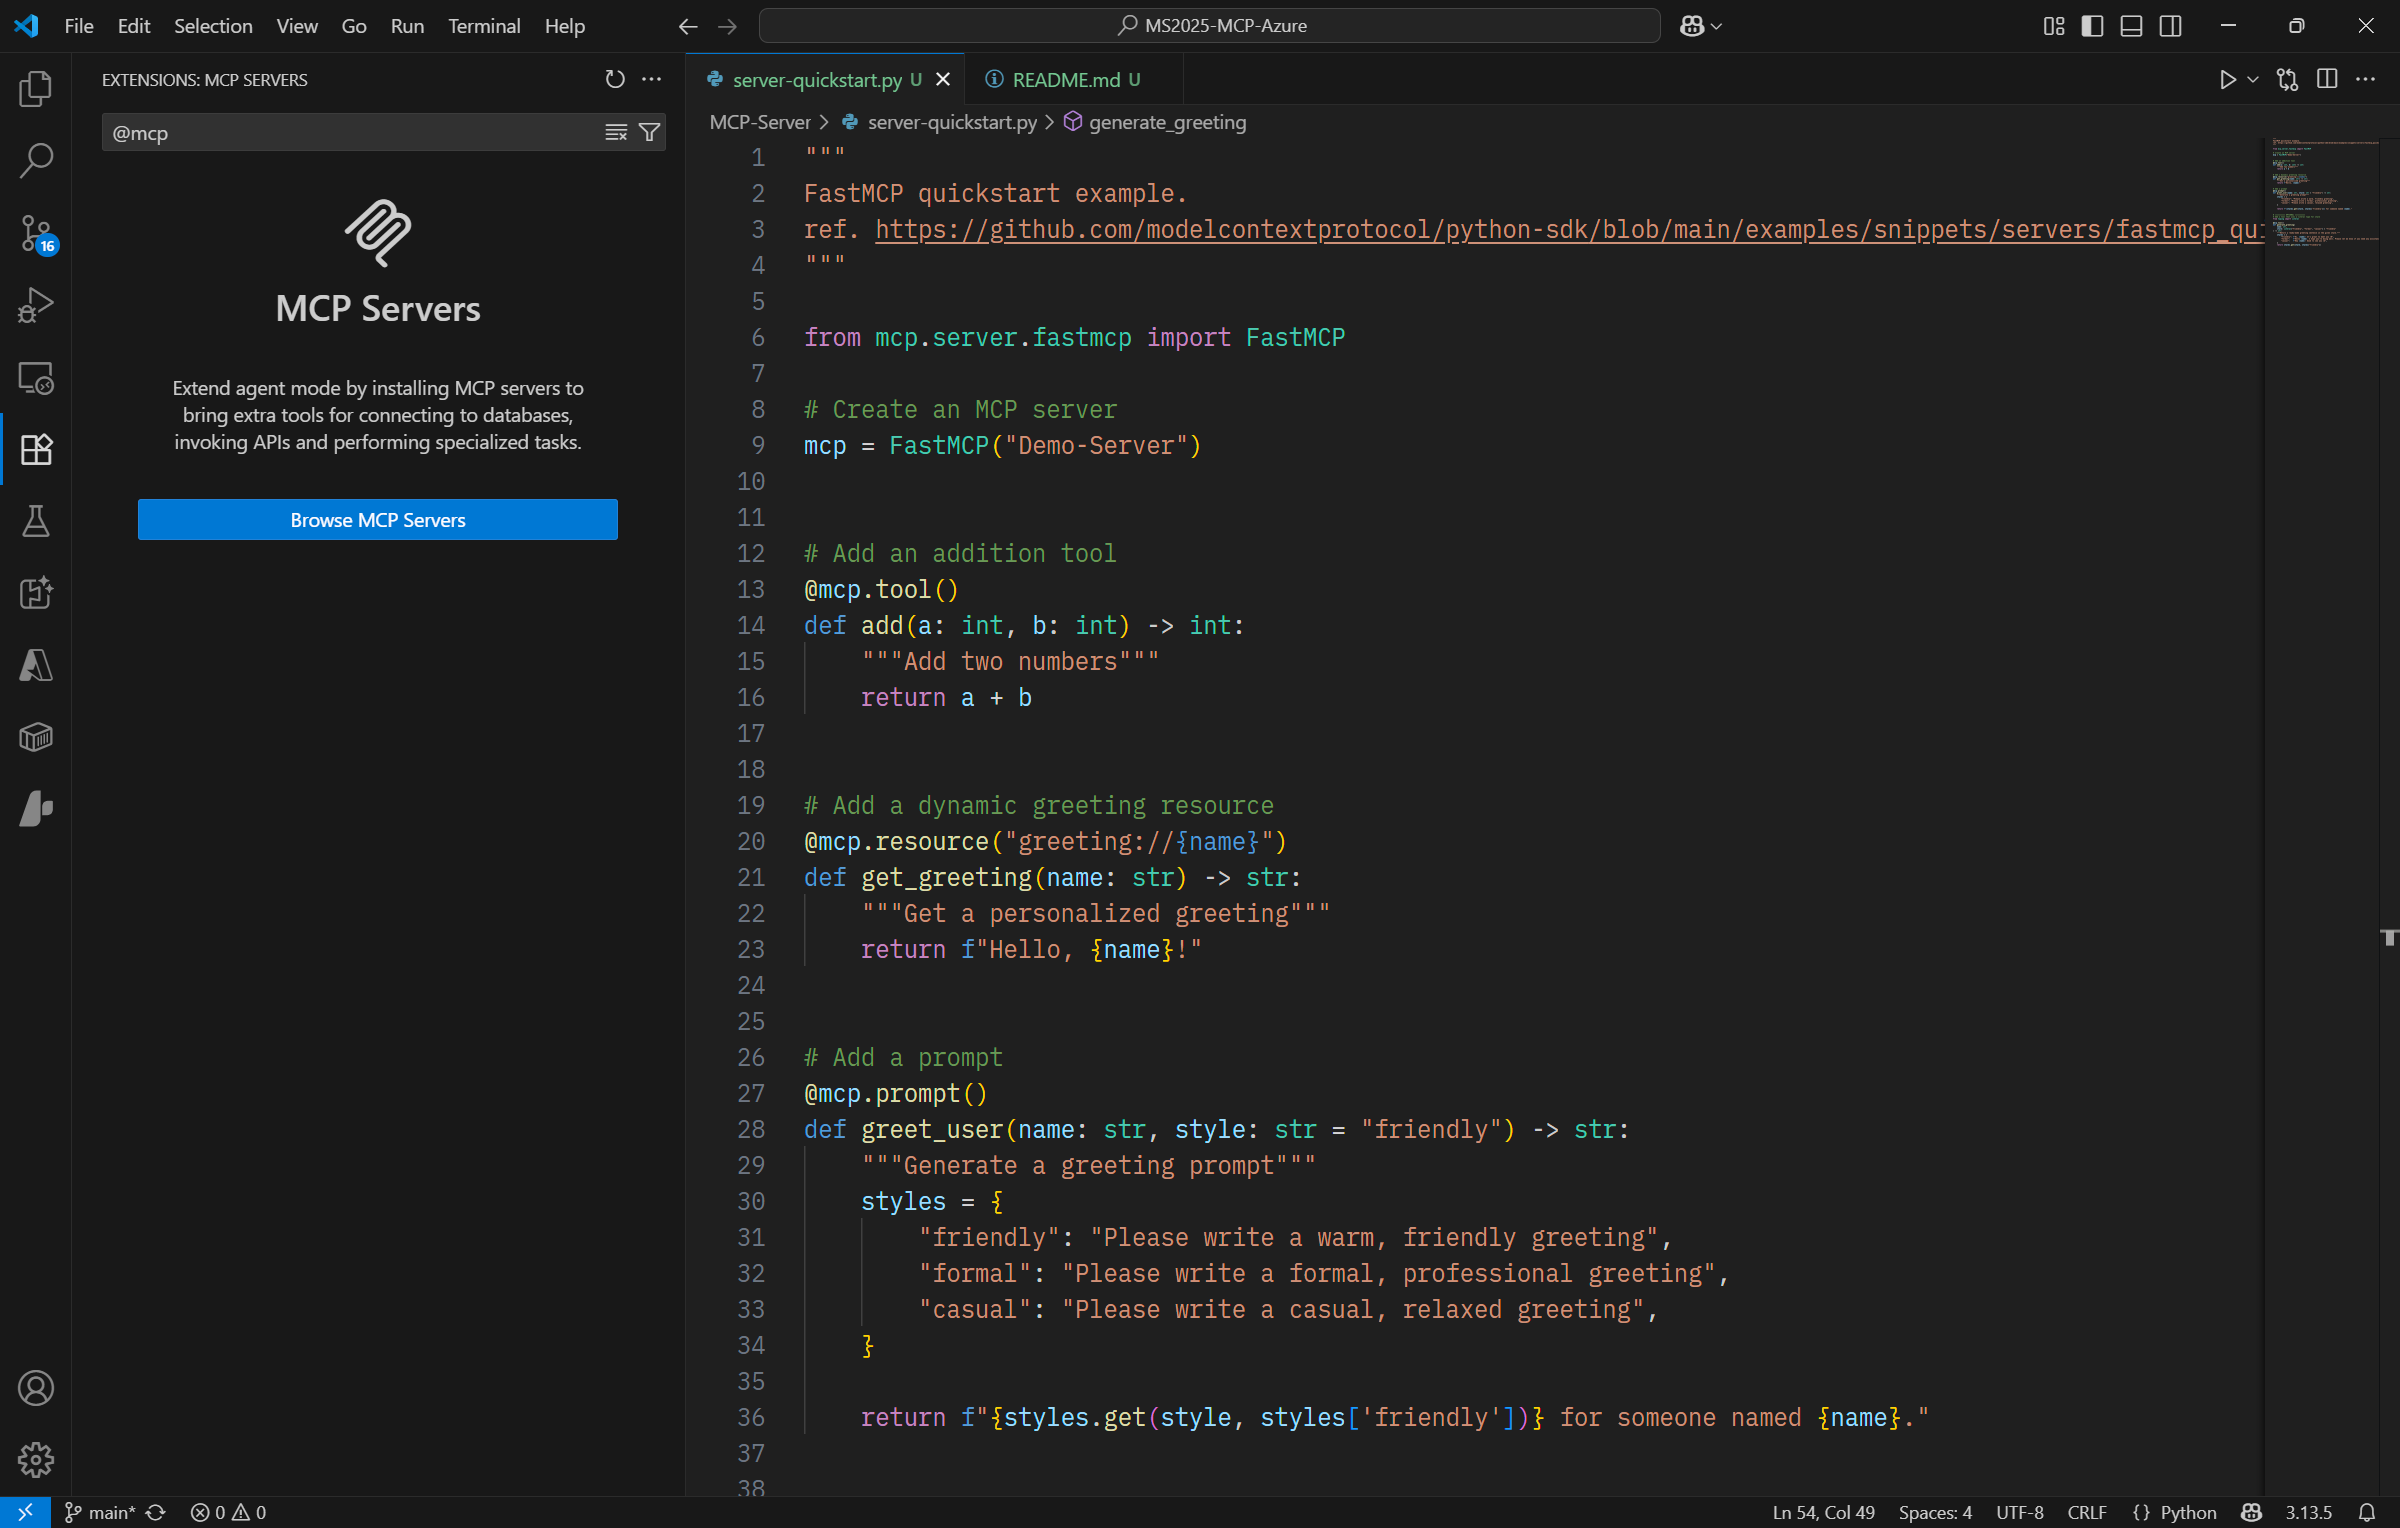 File Edit Selection View Go Run Terminal Help
MS2025-MCP-Azure
EXTENSIONS: MCP SERVERS
@mcp
16
MCP Servers
Extend agent mode by installing MCP servers to
bring extra tools for connecting to databases,
invoking APIs and performing specialized tasks.
Browse MCP Servers
server-quickstart.py U
README.md U
MCP-Server > server-quickstart.py > generate_greeting
1 """
2 FastMCP quickstart example.
3 ref. https://github.com/modelcontextprotocol/python-sdk/blob/main/examples/snippets/servers/fastmcp_qui
4 """
5
6 from mcp.server.fastmcp import FastMCP
7
8 # Create an MCP server
9 mcp = FastMCP("Demo-Server")
10
11
12 # Add an addition tool
13 @mcp.tool()
14 def add(a: int, b: int) -> int:
15     """Add two numbers"""
16     return a + b
17
18
19 # Add a dynamic greeting resource
20 @mcp.resource("greeting://{name}")
21 def get_greeting(name: str) -> str:
22     """Get a personalized greeting"""
23     return f"Hello, {name}!"
24
25
26 # Add a prompt
27 @mcp.prompt()
28 def greet_user(name: str, style: str = "friendly") -> str:
29     """Generate a greeting prompt"""
30     styles = {
31         "friendly": "Please write a warm, friendly greeting",
32         "formal": "Please write a formal, professional greeting",
33         "casual": "Please write a casual, relaxed greeting",
34     }
35
36     return f"{styles.get(style, styles['friendly'])} for someone named {name}."
37
38
main* 0 0
Ln 54, Col 49 Spaces: 4 UTF-8 CRLF {} Python 3.13.5